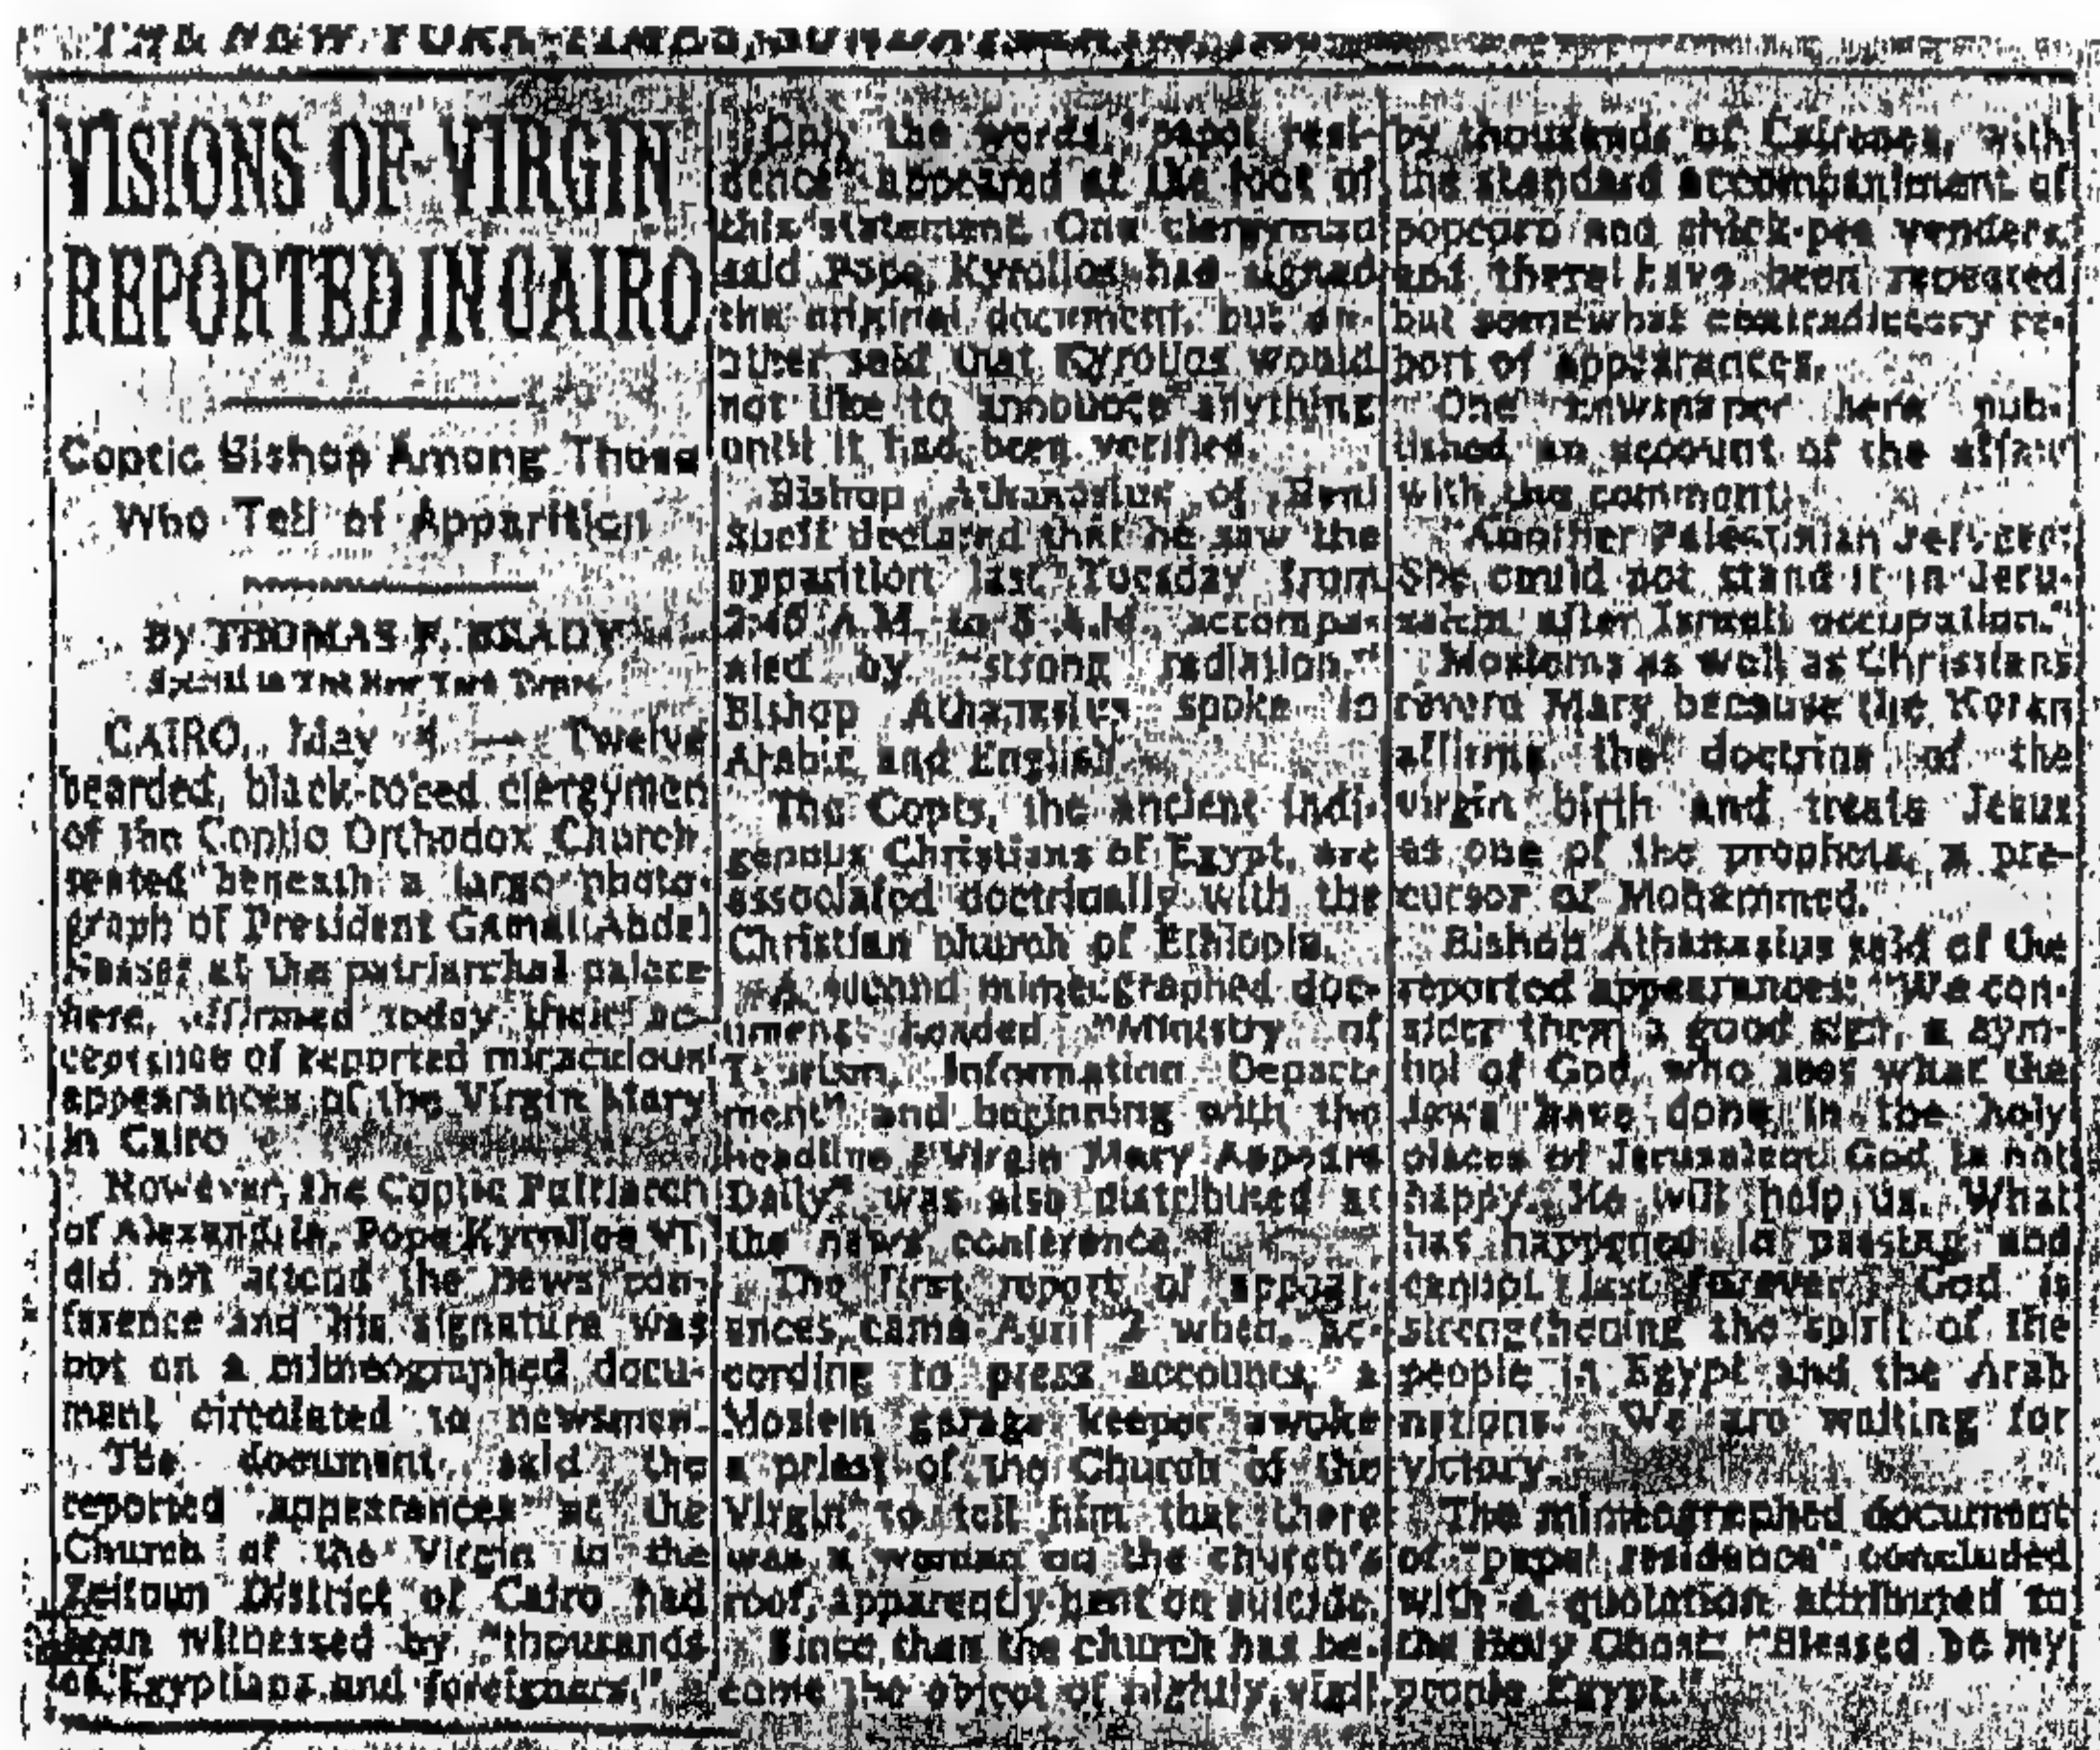 THE NEW YORK TIMES, SUNDAY,
VISIONS OF VIRGIN
REPORTED IN CAIRO
Coptic Bishop Among Those
Who Tell of Apparition
By THOMAS F. BRADY
Special to The New York Times
CAIRO, May 4 — Twelve
bearded, black-robed clergymen
of the Coptic Orthodox Church,
seated beneath a large photo-
graph of President Gamal Abdel
Nasser at the patriarchal palace
here, affirmed today their ac-
ceptance of reported miraculous
appearances of the Virgin Mary
in Cairo
However, the Coptic Patriarch
of Alexandria, Pope Kyrollos VI,
did not attend the news con-
ference and his signature was
not on a mimeographed docu-
ment circulated to newsmen.
The document said the
reported appearances at the
Church of the Virgin in the
Zeitoun District of Cairo had
been witnessed by "thousands
of Egyptians and foreigners."
Only the words "papal resi-
dence" appeared at the foot of
this statement. One clergyman
said Pope Kyrollos had signed
the original document, but an-
other said that Kyrollos would
not like to announce anything
until it had been verified.
Bishop Athanasius of Beni
Sueif declared that he saw the
apparition last Tuesday from
2:45 A.M. to 5 A.M., accompa-
nied by "strong radiation."
Bishop Athanasius spoke in
Arabic and English.
The Copts, the ancient indi-
genous Christians of Egypt, are
associated doctrinally with the
Christian church of Ethiopia.
A second mimeographed doc-
ument headed "Ministry of
Tourism, Information Depart-
ment" and beginning with the
headline "Virgin Mary Appears
Daily" was also distributed at
the news conference.
The first report of appear-
ances came April 2 when, ac-
cording to press accounts, a
Moslem garage keeper awoke
a priest of the Church of the
Virgin to tell him that there
was a woman on the church's
roof, apparently bent on suicide.
Since then the church has be-
come the object of nightly visit
by thousands of Cairenes, with
the standard accompaniment of
popcorn and chick-pea venders,
and there have been repeated
but somewhat contradictory re-
port of appearances.
One newspaper here pub-
lished an account of the affair
with the comment:
"Another Palestinian refugee:
She could not stand it in Jeru-
salem after Israeli occupation."
Moslems as well as Christians
revere Mary because the Koran
affirms the doctrine of the
virgin birth and treats Jesus
as one of the prophets, a pre-
cursor of Mohammed.
Bishop Athanasius said of the
reported appearances: "We con-
sider them a good sign, a sym-
bol of God, who sees what the
Jews have done in the holy
places of Jerusalem. God is not
happy. He will help us. What
has happened is passing and
cannot last forever. God is
strengthening the spirit of the
people in Egypt and the Arab
nations. We are waiting for
victory."
The mimeographed document
of "papal residence" concluded
with a quotation attributed to
the Holy Ghost: "Blessed be my
people Egypt."